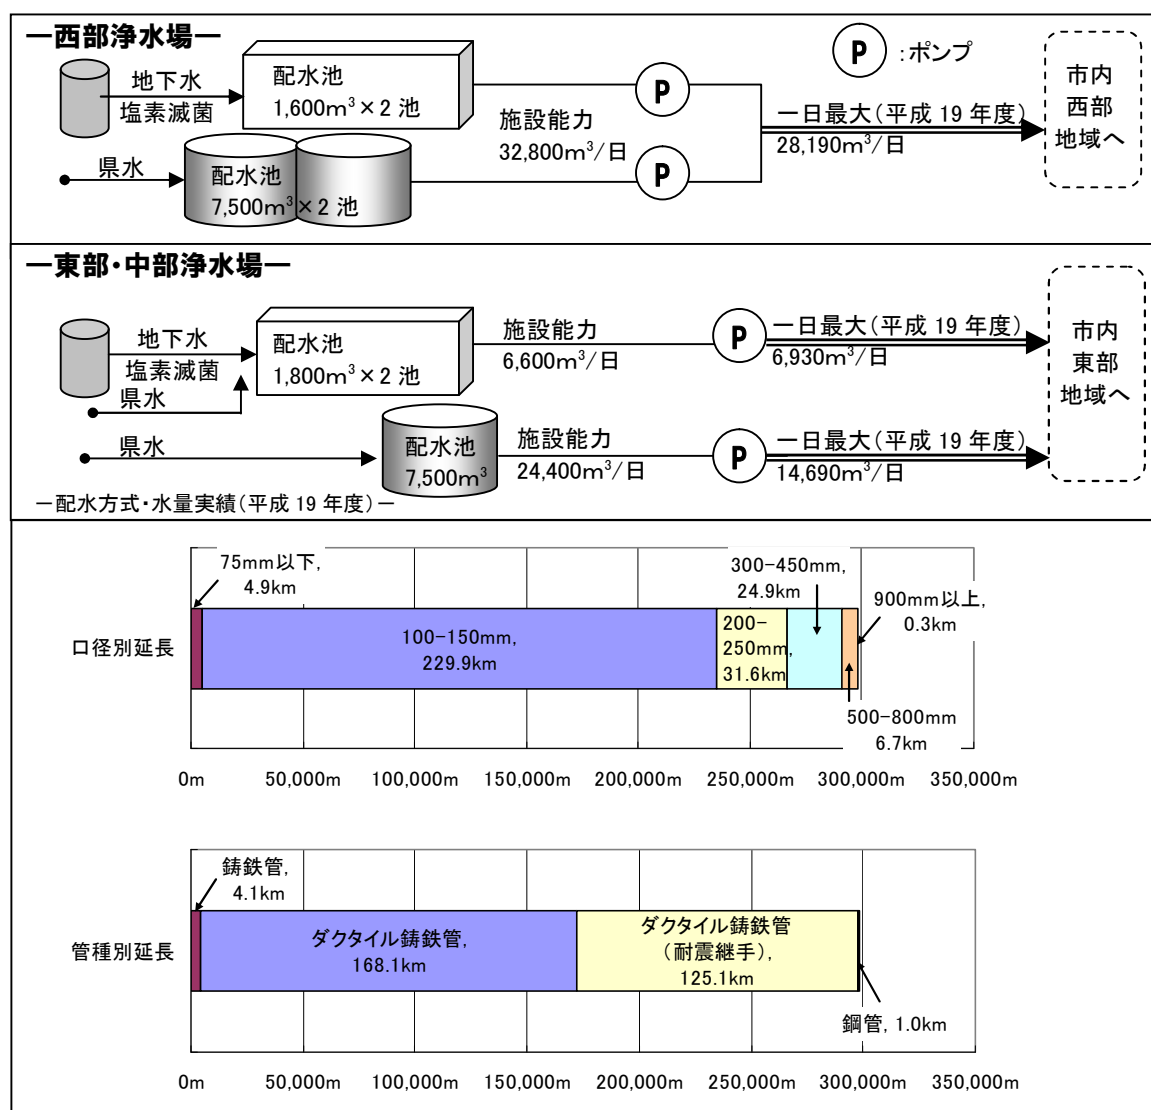 ―西部浄水場―
P :ポンプ
地下水
塩素滅菌
配水池
1,600m³×2池
P
施設能力
32,800m³/日
一日最大(平成19年度)
28,190m³/日
市内
西部
地域へ
県水
配水池
7,500m³×2池
P
―東部・中部浄水場―
地下水
塩素滅菌
県水
配水池
1,800m³×2池
施設能力
6,600m³/日
P
一日最大(平成19年度)
6,930m³/日
市内
東部
地域へ
県水
配水池
7,500m³
施設能力
24,400m³/日
P
一日最大(平成19年度)
14,690m³/日
－配水方式・水量実績(平成19年度)－
75mm以下,
4.9km
300-450mm,
24.9km
900mm以上,
0.3km
口径別延長
100-150mm,
229.9km
200-
250mm,
31.6km
500-800mm
6.7km
0m 50,000m 100,000m 150,000m 200,000m 250,000m 300,000m 350,000m
鋳鉄管,
4.1km
管種別延長
ダクタイル鋳鉄管,
168.1km
ダクタイル鋳鉄管
(耐震継手),
125.1km
鋼管, 1.0km
0m 50,000m 100,000m 150,000m 200,000m 250,000m 300,000m 350,000m